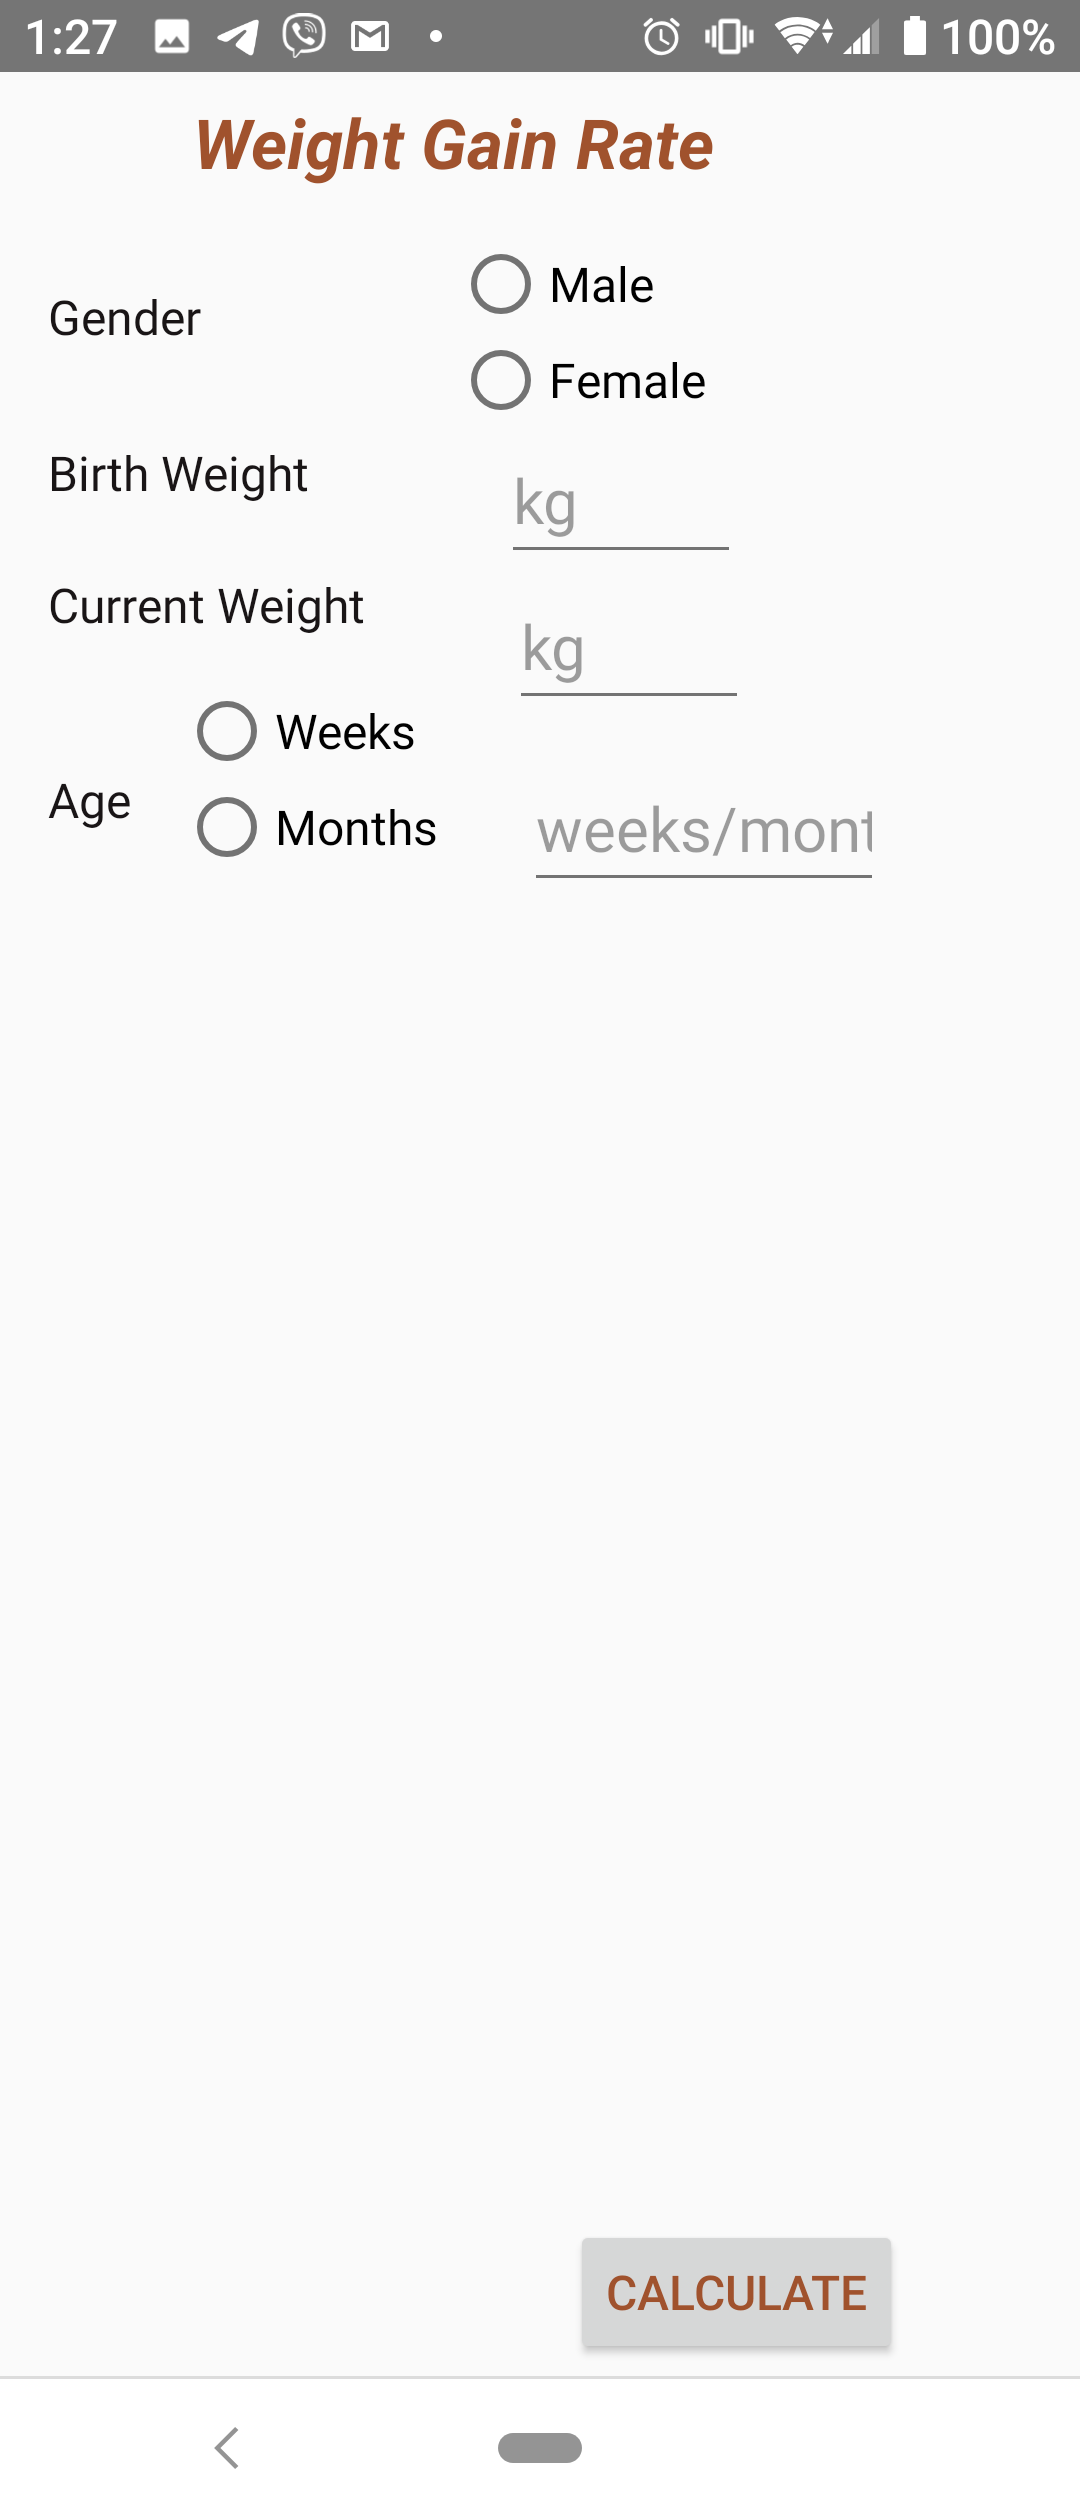 1:27
100%
Weight Gain Rate
Gender
Male
Female
Birth Weight
kg
Current Weight
kg
Age
Weeks
Months
weeks/mont
CALCULATE